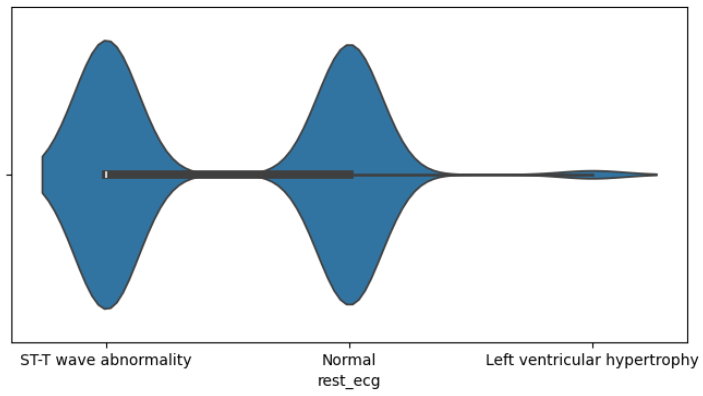 ST-T wave abnormality Normal Left ventricular hypertrophy
rest_ecg